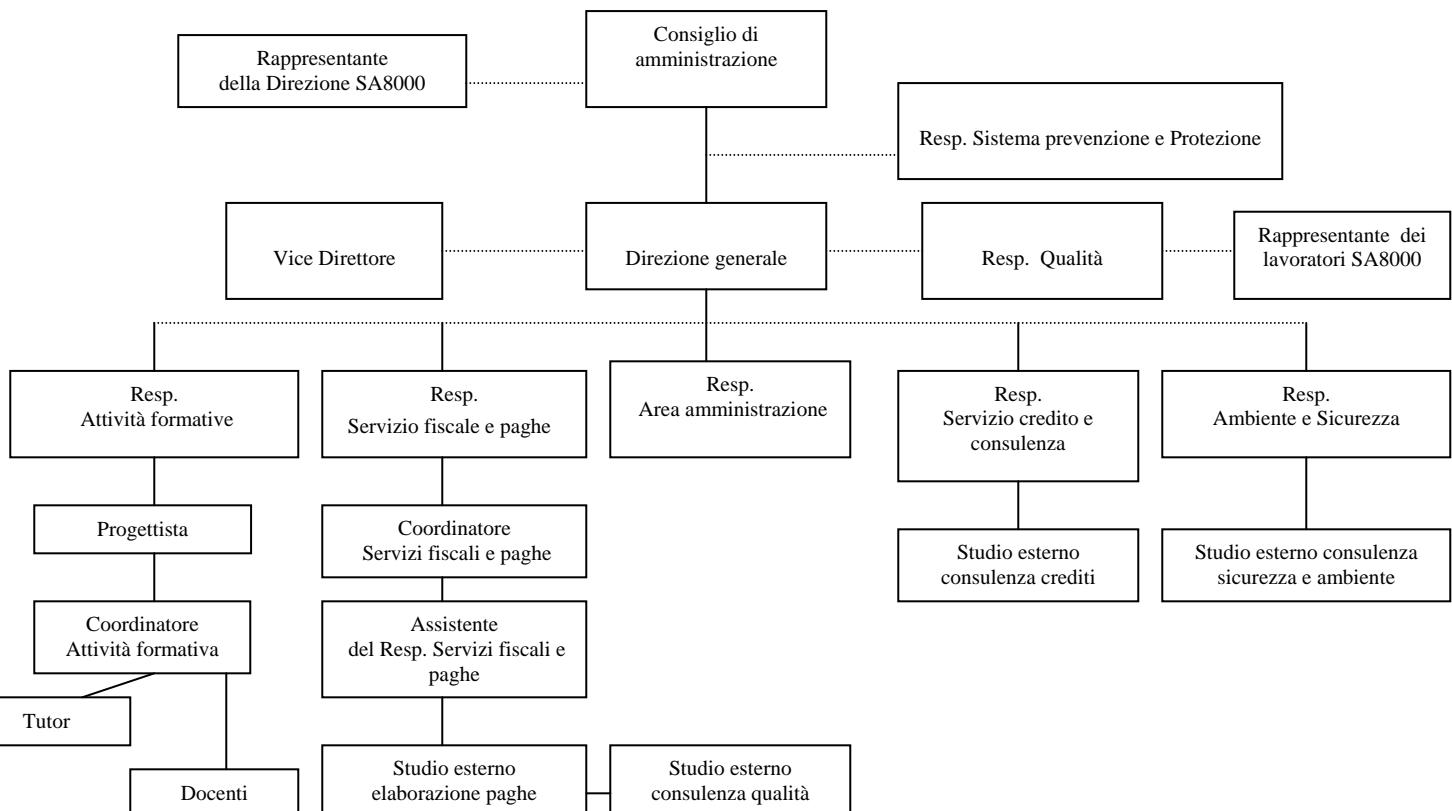 Consiglio di
amministrazione
Rappresentante
della Direzione SA8000
Resp. Sistema prevenzione e Protezione
Vice Direttore
Direzione generale
Resp. Qualità
Rappresentante dei
lavoratori SA8000
Resp.
Attività formative
Resp.
Servizio fiscale e paghe
Resp.
Area amministrazione
Resp.
Servizio credito e
consulenza
Resp.
Ambiente e Sicurezza
Progettista
Coordinatore
Servizi fiscali e paghe
Studio esterno
consulenza crediti
Studio esterno consulenza
sicurezza e ambiente
Coordinatore
Attività formativa
Assistente
del Resp. Servizi fiscali e
paghe
Tutor
Docenti
Studio esterno
elaborazione paghe
Studio esterno
consulenza qualità